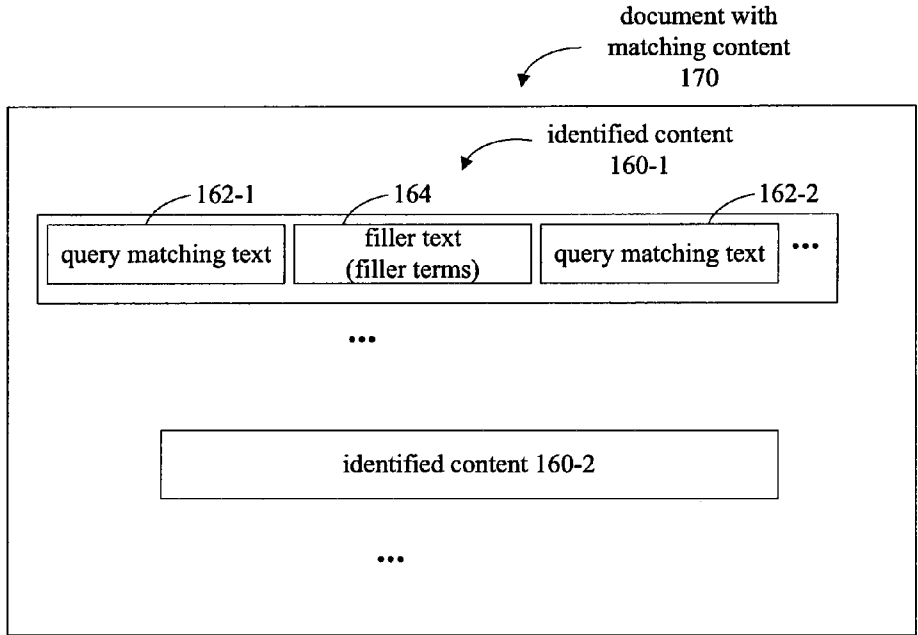 document with
matching content
170
identified content
160-1
162-1
164
162-2
query matching text
filler text
(filler terms)
query matching text
...
...
identified content 160-2
...